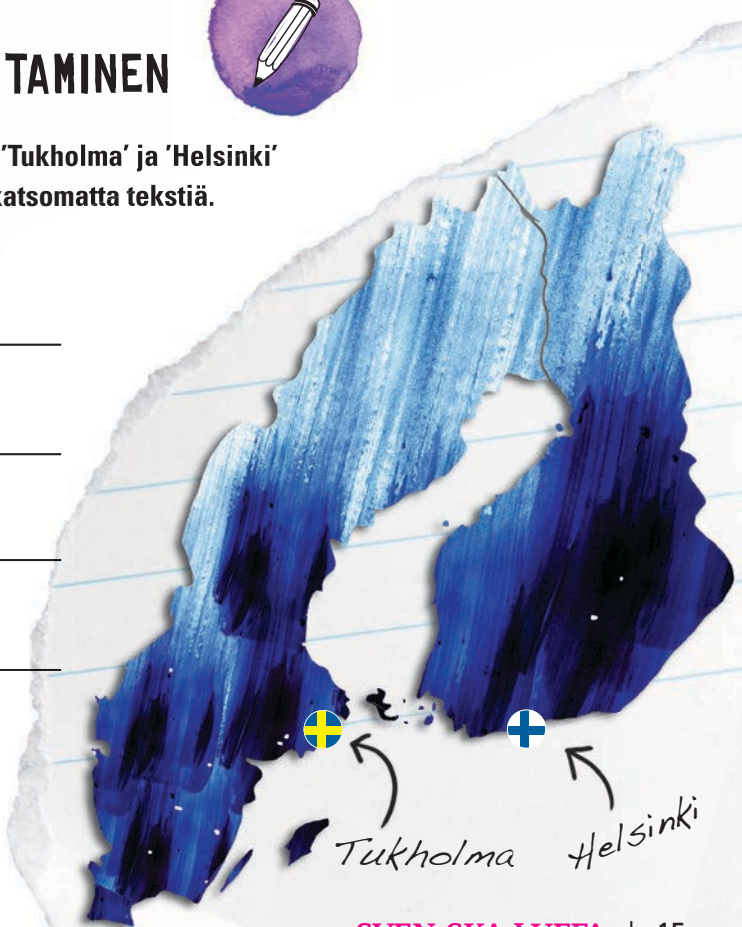 TAMINEN
'Tukholma' ja 'Helsinki'
katsomatta tekstiä.
Tukholma
Helsinki